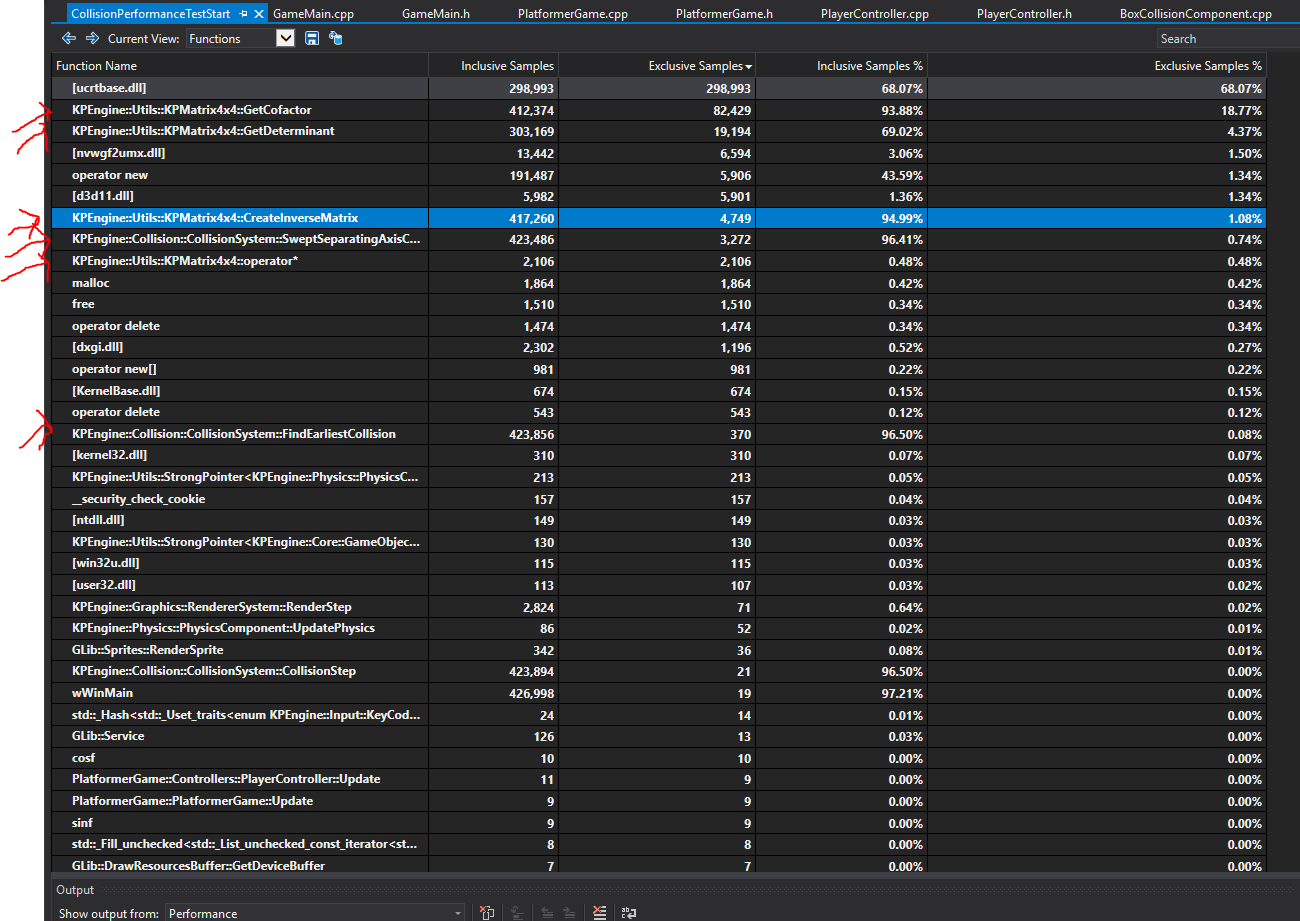 CollisionPerformanceTestStart GameMain.cpp GameMain.h PlatformerGame.cpp PlatformerGame.h PlayerController.cpp PlayerController.h BoxCollisionComponent.cpp
Current View: Functions Search
Function Name Inclusive Samples Exclusive Samples Inclusive Samples % Exclusive Samples %
[ucrtbase.dll] 298,993 298,993 68.07% 68.07%
KPEngine::Utils::KPMatrix4x4::GetCofactor 412,374 82,429 93.88% 18.77%
KPEngine::Utils::KPMatrix4x4::GetDeterminant 303,169 19,194 69.02% 4.37%
[nvwgf2umx.dll] 13,442 6,594 3.06% 1.50%
operator new 191,487 5,906 43.59% 1.34%
[d3d11.dll] 5,982 5,901 1.36% 1.34%
KPEngine::Utils::KPMatrix4x4::CreateInverseMatrix 417,260 4,749 94.99% 1.08%
KPEngine::Collision::CollisionSystem::SweptSeparatingAxisC... 423,486 3,272 96.41% 0.74%
KPEngine::Utils::KPMatrix4x4::operator* 2,106 2,106 0.48% 0.48%
malloc 1,864 1,864 0.42% 0.42%
free 1,510 1,510 0.34% 0.34%
operator delete 1,474 1,474 0.34% 0.34%
[dxgi.dll] 2,302 1,196 0.52% 0.27%
operator new[] 981 981 0.22% 0.22%
[KernelBase.dll] 674 674 0.15% 0.15%
operator delete 543 543 0.12% 0.12%
KPEngine::Collision::CollisionSystem::FindEarliestCollision 423,856 370 96.50% 0.08%
[kernel32.dll] 310 310 0.07% 0.07%
KPEngine::Utils::StrongPointer<KPEngine::Physics::PhysicsC... 213 213 0.05% 0.05%
__security_check_cookie 157 157 0.04% 0.04%
[ntdll.dll] 149 149 0.03% 0.03%
KPEngine::Utils::StrongPointer<KPEngine::Core::GameObjec... 130 130 0.03% 0.03%
[win32u.dll] 115 115 0.03% 0.03%
[user32.dll] 113 107 0.03% 0.02%
KPEngine::Graphics::RendererSystem::RenderStep 2,824 71 0.64% 0.02%
KPEngine::Physics::PhysicsComponent::UpdatePhysics 86 52 0.02% 0.01%
GLib::Sprites::RenderSprite 342 36 0.08% 0.01%
KPEngine::Collision::CollisionSystem::CollisionStep 423,894 21 96.50% 0.00%
wWinMain 426,998 19 97.21% 0.00%
std::_Hash<std::_Uset_traits<enum KPEngine::Input::KeyCod... 24 14 0.01% 0.00%
GLib::Service 126 13 0.03% 0.00%
cosf 10 10 0.00% 0.00%
PlatformerGame::Controllers::PlayerController::Update 11 9 0.00% 0.00%
PlatformerGame::PlatformerGame::Update 9 9 0.00% 0.00%
sinf 9 9 0.00% 0.00%
std::_Fill_unchecked<std::_List_unchecked_const_iterator<st... 8 8 0.00% 0.00%
GLib::DrawResourcesBuffer::GetDeviceBuffer 7 7 0.00% 0.00%
Output
Show output from: Performance